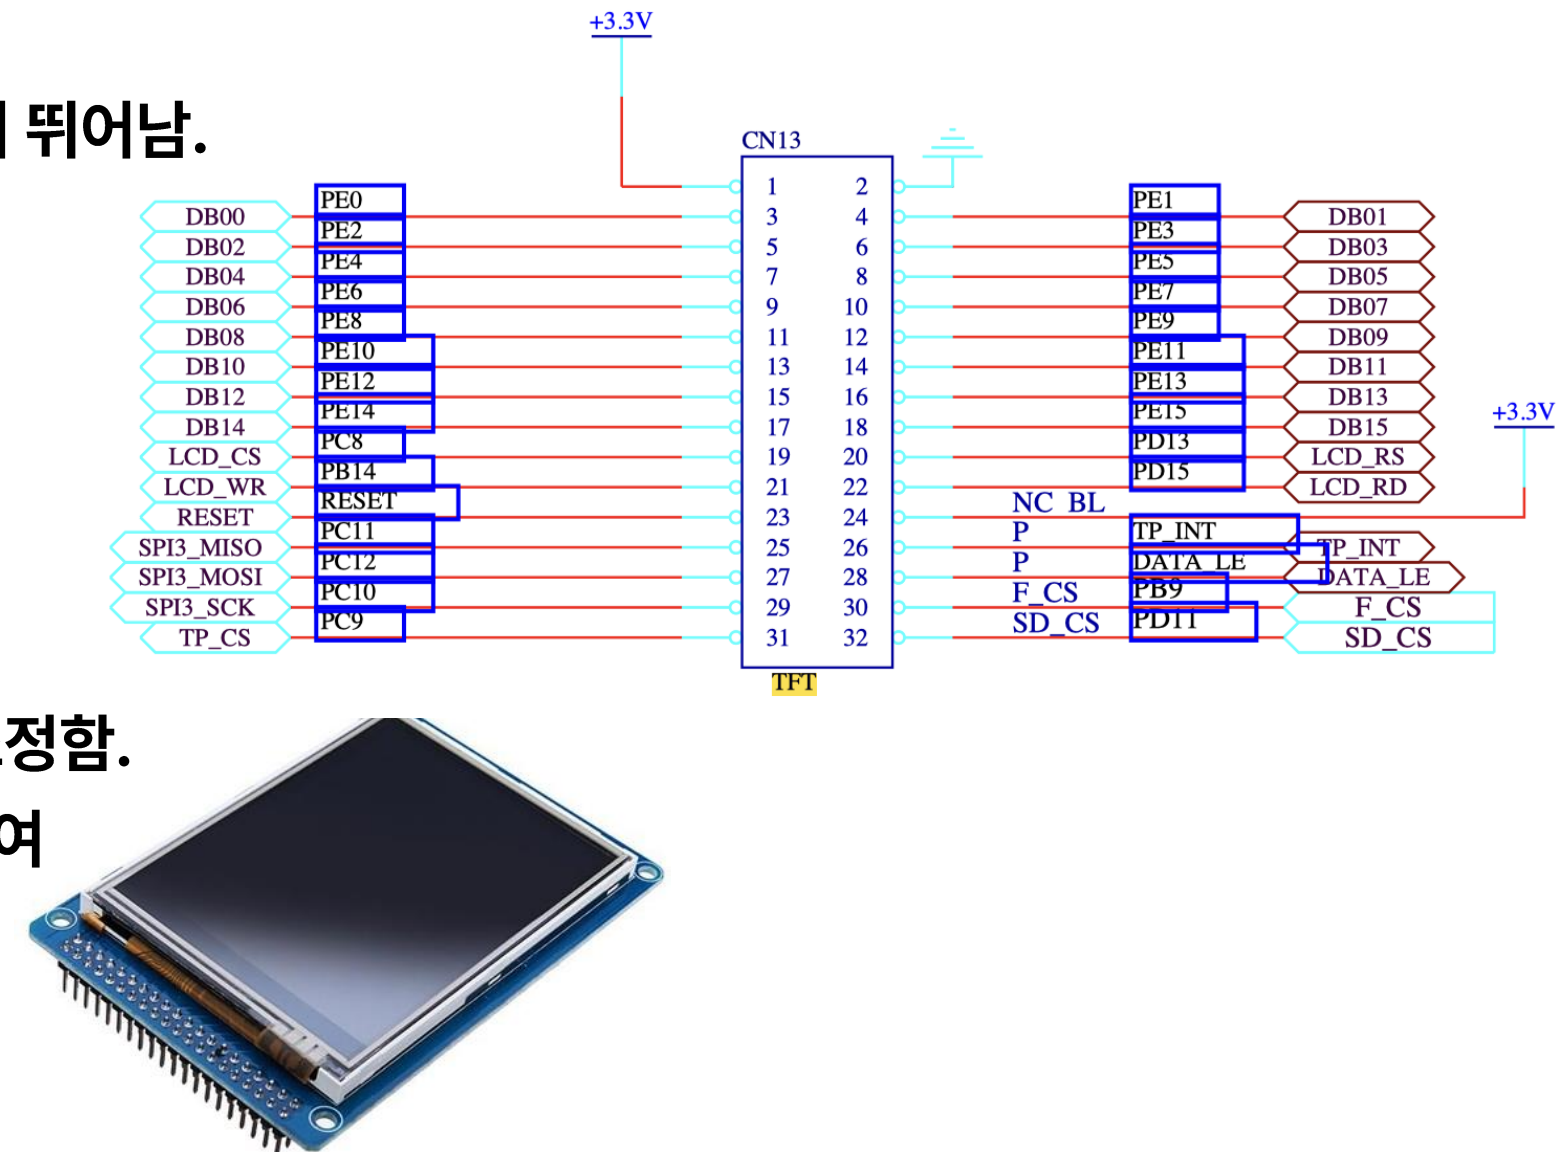 +3.3V
뛰어남.
CN13
1 2
DB00 PE0 3 4 PE1 DB01
DB02 PE2 5 6 PE3 DB03
DB04 PE4 7 8 PE5 DB05
DB06 PE6 9 10 PE7 DB07
DB08 PE8 11 12 PE9 DB09
DB10 PE10 13 14 PE11 DB11
DB12 PE12 15 16 PE13 DB13
DB14 PE14 17 18 PE15 DB15
+3.3V
LCD_CS PC8 19 20 PD13 LCD_RS
LCD_WR PB14 21 22 PD15 LCD_RD
RESET RESET 23 24 NC BL
SPI3_MISO PC11 25 26 P TP_INT TP_INT
SPI3_MOSI PC12 27 28 P DATA_LE DATA_LE
SPI3_SCK PC10 29 30 F_CS PB9 F_CS
TP_CS PC9 31 32 SD_CS PD11 SD_CS
TFT
정함.
여